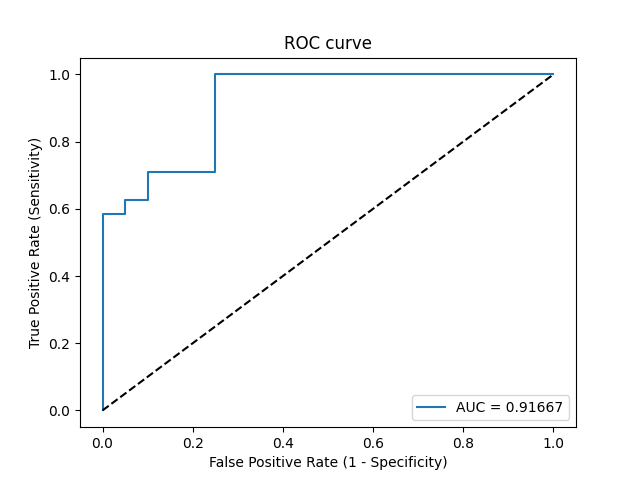 ROC curve
True Positive Rate (Sensitivity)
1.0
0.8
0.6
0.4
0.2
0.0
AUC = 0.91667
0.0 0.2 0.4 0.6 0.8 1.0
False Positive Rate (1 - Specificity)